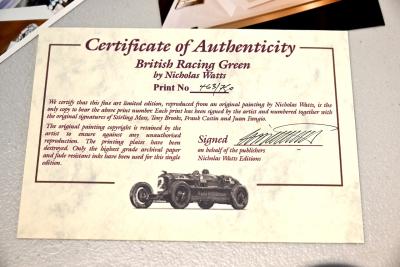 Certificate of Authenticity
British Racing Green
by Nicholas Watts
Print No 463/750
We certify that this fine art limited edition, reproduced from an original painting by Nicholas Watts, is the
only copy to bear the above print number. Each print has been signed by the artist and numbered together with
the original signatures of Stirling Moss, Tony Brooks, Frank Costin and Juan Fangio.
The original painting copyright is retained by the
artist to ensure against any unauthorised
reproduction. The printing plates have been
destroyed. Only the highest grade archival paper
and fade resistant inks have been used for this single
edition.
Signed
on behalf of the publishers
Nicholas Watts Editions
2